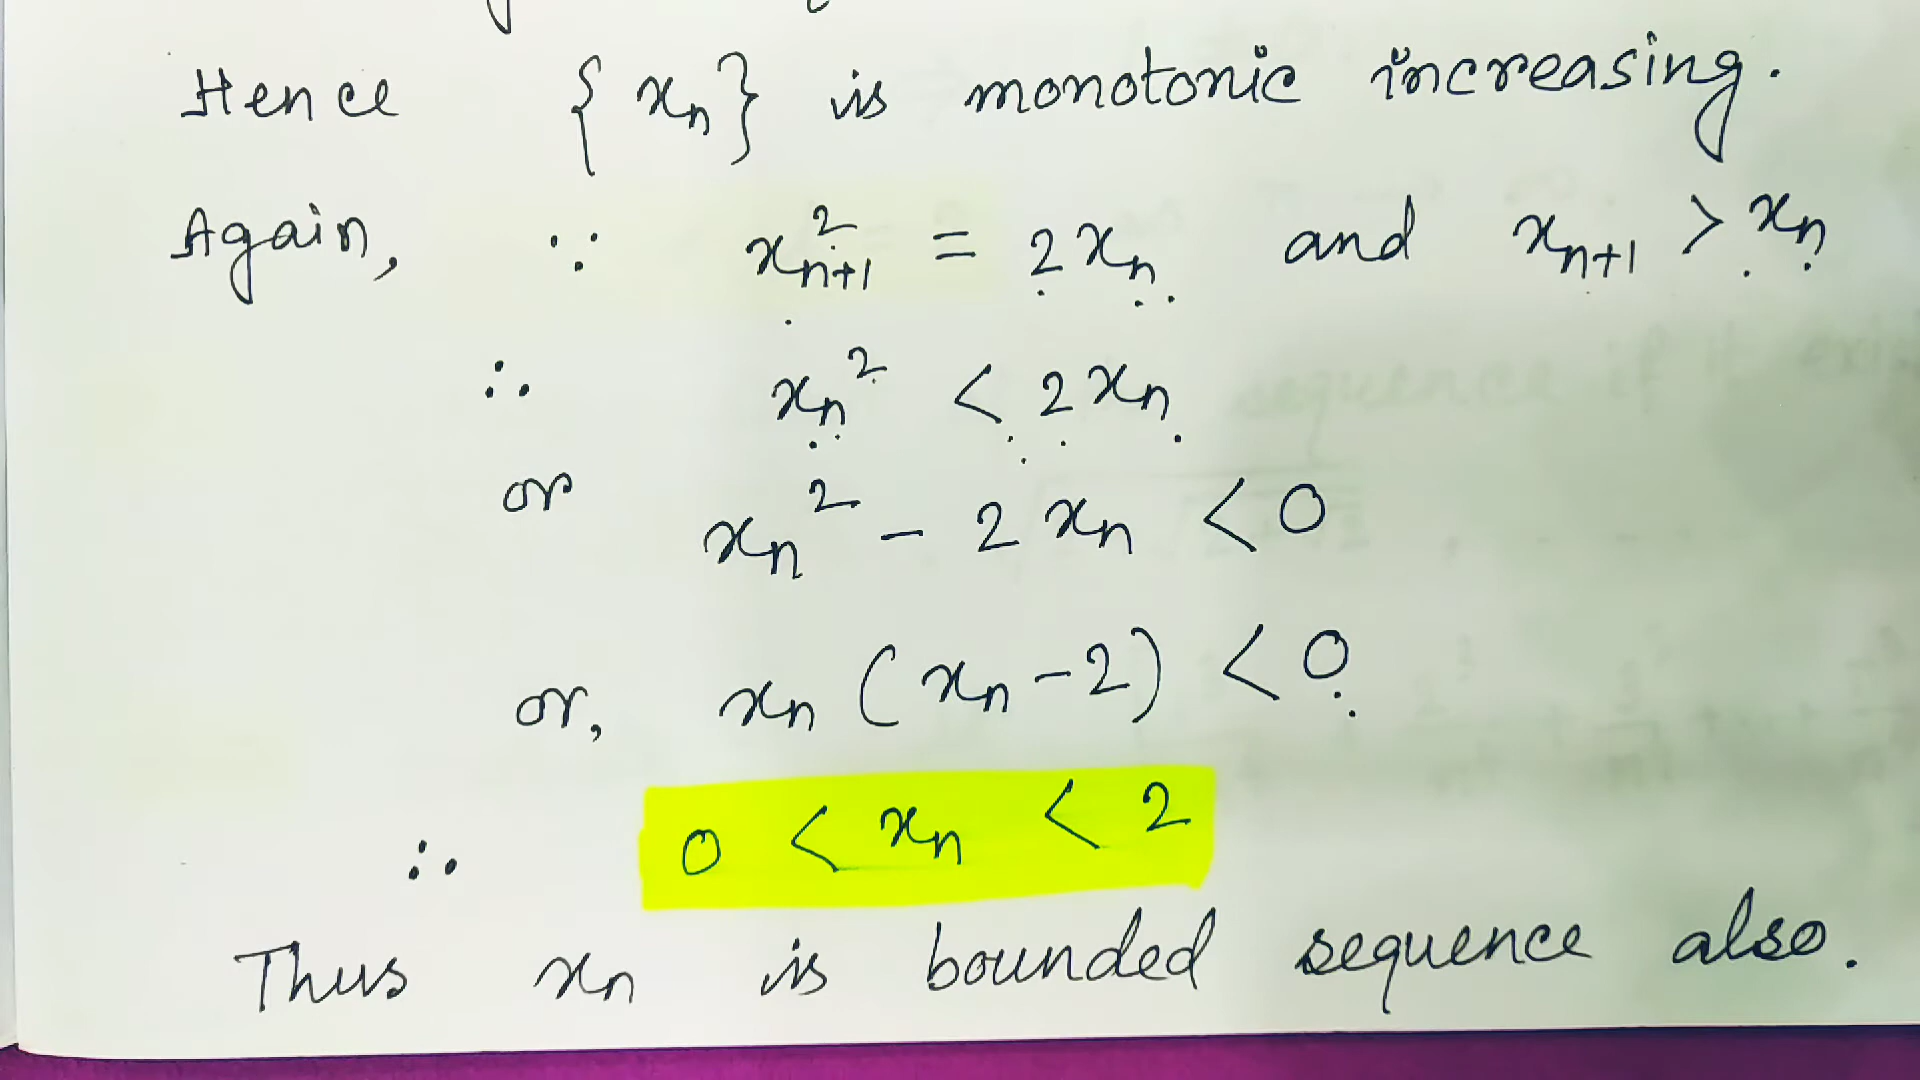 Hence {xₙ} is monotonic increasing.
Again, ∵ xₙ₊₁² = 2xₙ and xₙ₊₁ > xₙ
∴ xₙ² < 2xₙ
or xₙ² - 2xₙ < 0
or, xₙ (xₙ - 2) < 0
∴ 0 < xₙ < 2
Thus xₙ is bounded sequence also.